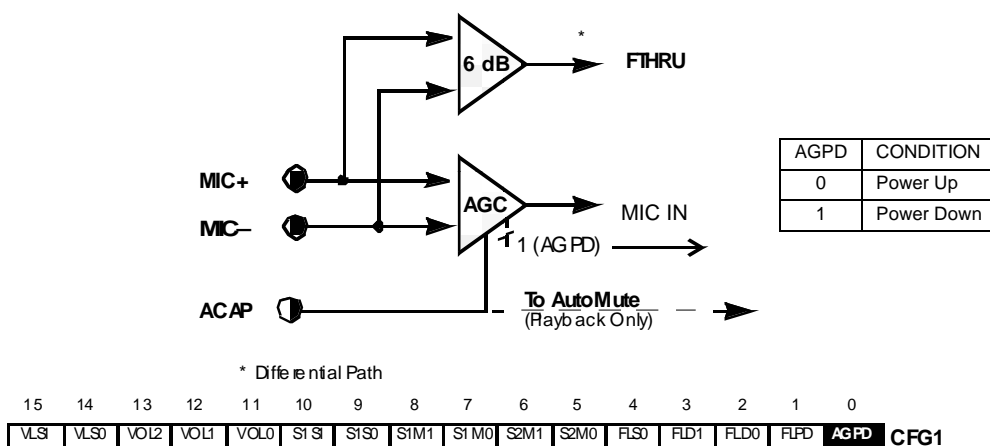 *
6 dB
FTHRU
AGPD CONDITION
0 Power Up
1 Power Down
MIC+
MIC–
AGC
MIC IN
1 (AGPD)
ACAP
To AutoMute
(Playback Only)
* Differential Path
15 14 13 12 11 10 9 8 7 6 5 4 3 2 1 0
VLS1 VLS0 VOL2 VOL1 VOL0 S1S1 S1S0 S1M1 S1M0 S2M1 S2M0 FLS0 FLD1 FLD0 FLPD AGPD CFG1